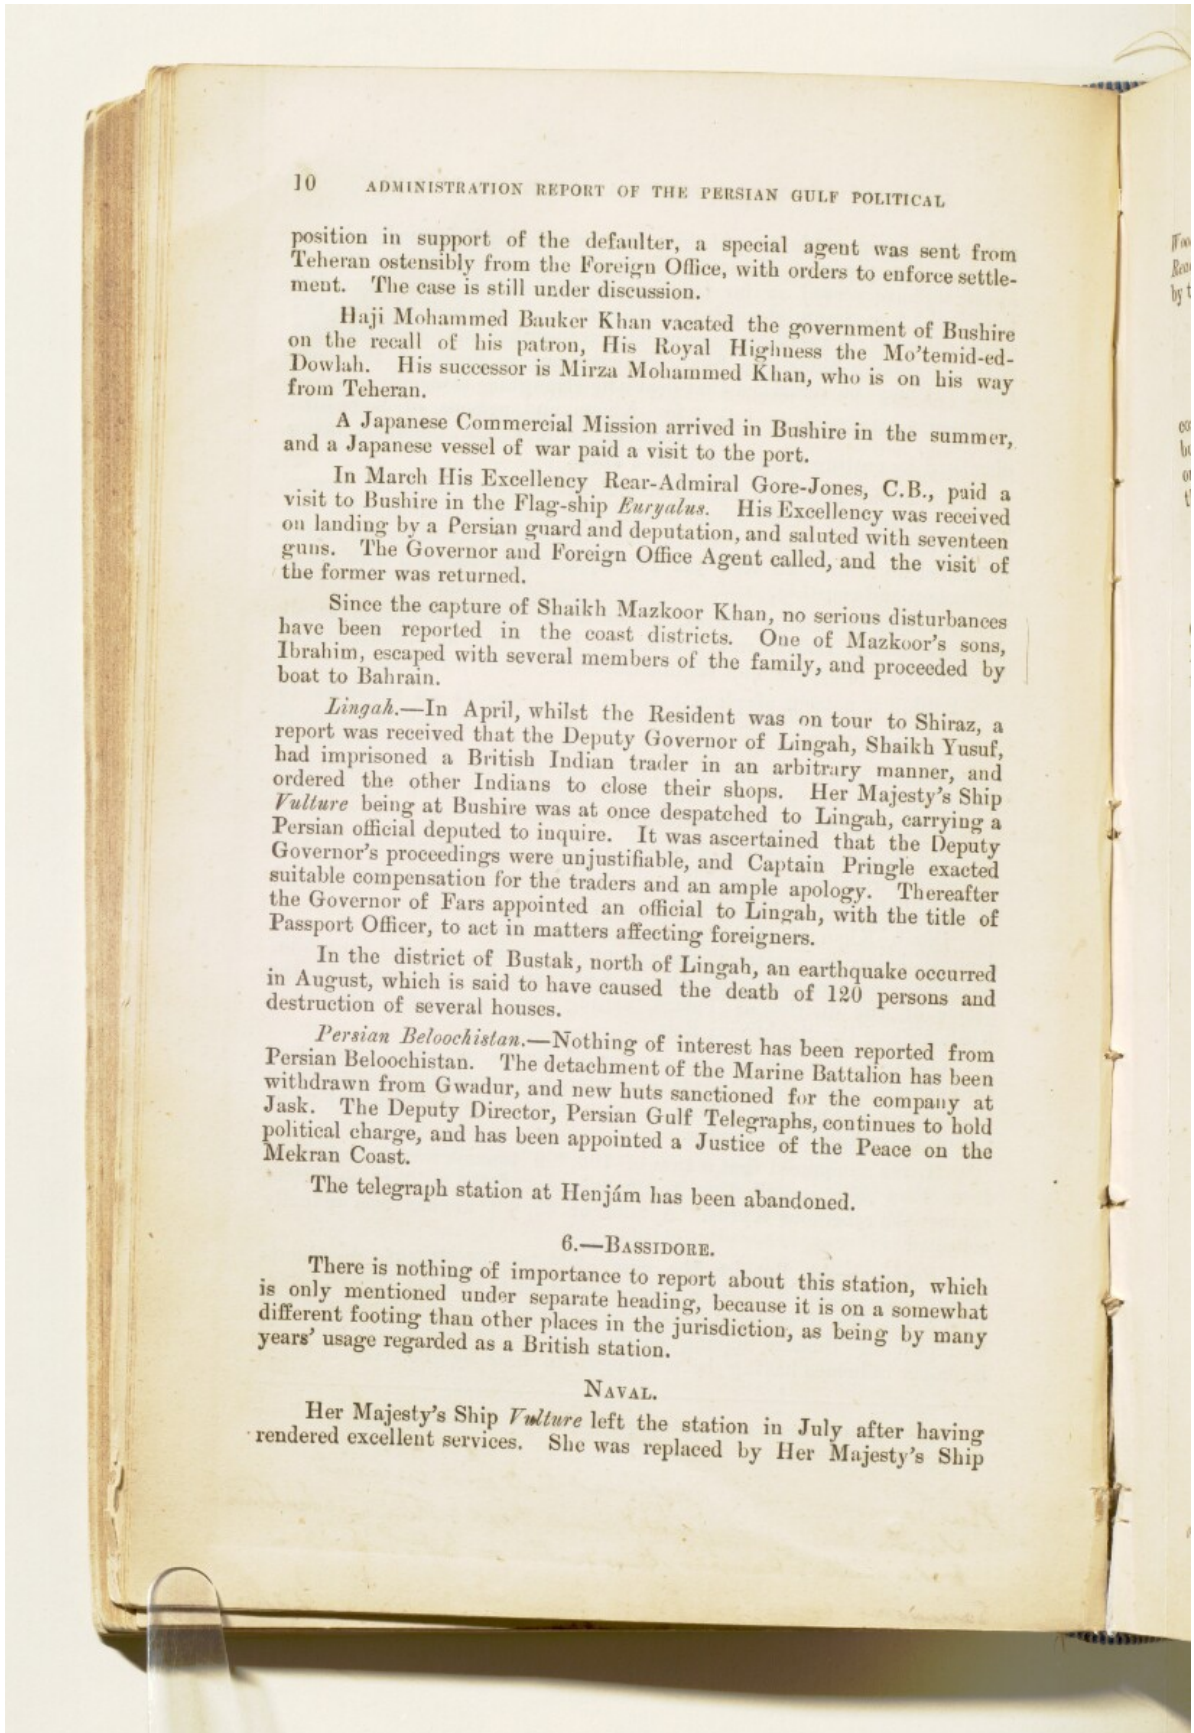 10 ADMINISTRATION REPORT OF THE PERSIAN GULF POLITICAL
position in support of the defaulter, a special agent was sent from
Teheran ostensibly from the Foreign Office, with orders to enforce settle-
ment. The case is still under discussion.
Haji Mohammed Bauker Khan vacated the government of Bushire
on the recall of his patron, His Royal Highness the Mo'temid-ed-
Dowlah. His successor is Mirza Mohammed Khan, who is on his way
from Teheran.
A Japanese Commercial Mission arrived in Bushire in the summer,
and a Japanese vessel of war paid a visit to the port.
In March His Excellency Rear-Admiral Gore-Jones, C.B., paid a
visit to Bushire in the Flag-ship Euryalus. His Excellency was received
on landing by a Persian guard and deputation, and saluted with seventeen
guns. The Governor and Foreign Office Agent called, and the visit of
the former was returned.
Since the capture of Shaikh Mazkoor Khan, no serious disturbances
have been reported in the coast districts. One of Mazkoor's sons,
Ibrahim, escaped with several members of the family, and proceeded by
boat to Bahrain.
Lingah.—In April, whilst the Resident was on tour to Shiraz, a
report was received that the Deputy Governor of Lingah, Shaikh Yusuf,
had imprisoned a British Indian trader in an arbitrary manner, and
ordered the other Indians to close their shops. Her Majesty's Ship
Vulture being at Bushire was at once despatched to Lingah, carrying a
Persian official deputed to inquire. It was ascertained that the Deputy
Governor's proceedings were unjustifiable, and Captain Pringle exacted
suitable compensation for the traders and an ample apology. Thereafter
the Governor of Fars appointed an official to Lingah, with the title of
Passport Officer, to act in matters affecting foreigners.
In the district of Bustak, north of Lingah, an earthquake occurred
in August, which is said to have caused the death of 120 persons and
destruction of several houses.
Persian Beloochistan.—Nothing of interest has been reported from
Persian Beloochistan. The detachment of the Marine Battalion has been
withdrawn from Gwadur, and new huts sanctioned for the company at
Jask. The Deputy Director, Persian Gulf Telegraphs, continues to hold
political charge, and has been appointed a Justice of the Peace on the
Mekran Coast.
The telegraph station at Henjám has been abandoned.
6.—BASSIDORE.
There is nothing of importance to report about this station, which
is only mentioned under separate heading, because it is on a somewhat
different footing than other places in the jurisdiction, as being by many
years' usage regarded as a British station.
NAVAL.
Her Majesty's Ship Vulture left the station in July after having
rendered excellent services. She was replaced by Her Majesty's Ship